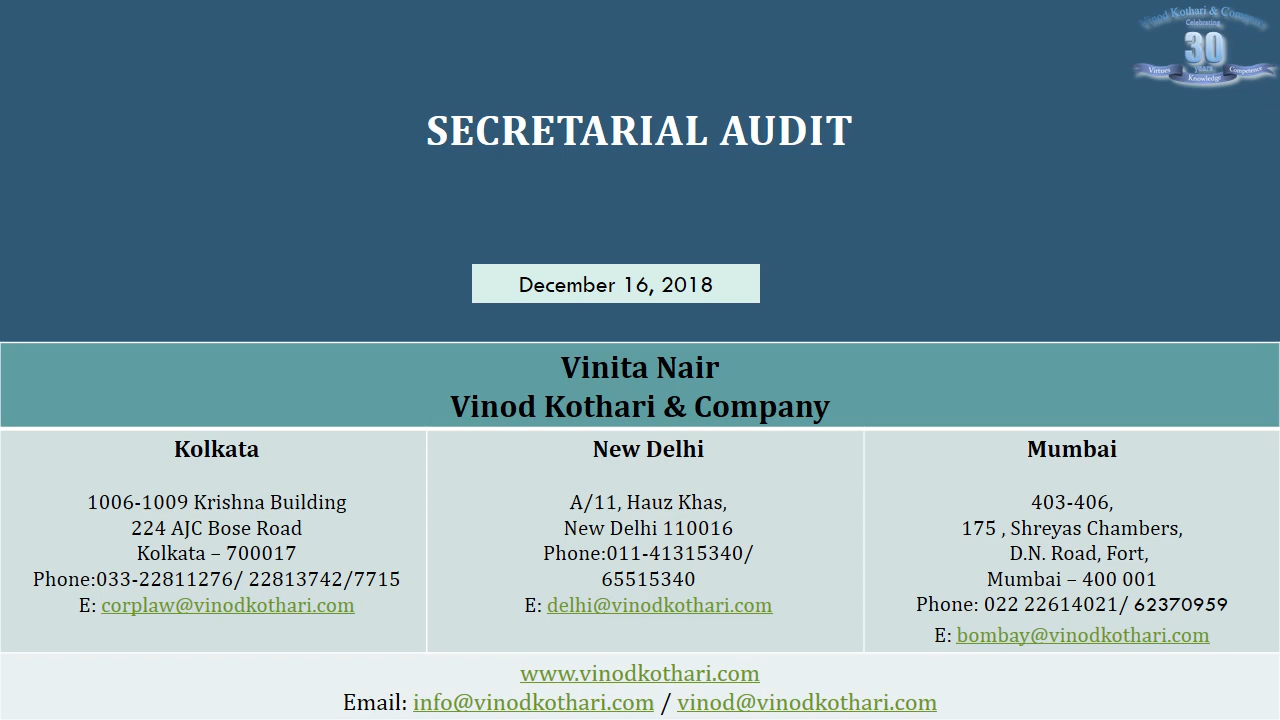 Vinod Kothari & Company
Celebrating
30
years
Virtues Knowledge Competence
SECRETARIAL AUDIT
December 16, 2018
Vinita Nair
Vinod Kothari & Company
Kolkata
1006-1009 Krishna Building
224 AJC Bose Road
Kolkata – 700017
Phone:033-22811276/ 22813742/7715
E: corplaw@vinodkothari.com
New Delhi
A/11, Hauz Khas,
New Delhi 110016
Phone:011-41315340/
65515340
E: delhi@vinodkothari.com
Mumbai
403-406,
175 , Shreyas Chambers,
D.N. Road, Fort,
Mumbai – 400 001
Phone: 022 22614021/ 62370959
E: bombay@vinodkothari.com
www.vinodkothari.com
Email: info@vinodkothari.com / vinod@vinodkothari.com